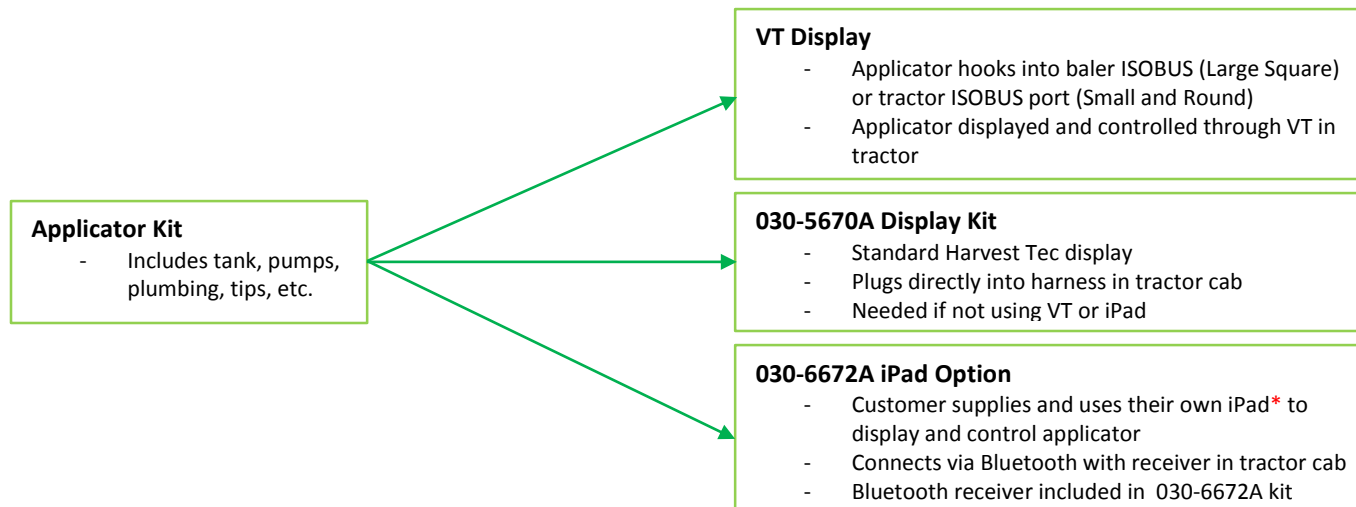 Applicator Kit
- Includes tank, pumps,
plumbing, tips, etc.
VT Display
- Applicator hooks into baler ISOBUS (Large Square)
or tractor ISOBUS port (Small and Round)
- Applicator displayed and controlled through VT in
tractor
030-5670A Display Kit
- Standard Harvest Tec display
- Plugs directly into harness in tractor cab
- Needed if not using VT or iPad
030-6672A iPad Option
- Customer supplies and uses their own iPad* to
display and control applicator
- Connects via Bluetooth with receiver in tractor cab
- Bluetooth receiver included in 030-6672A kit